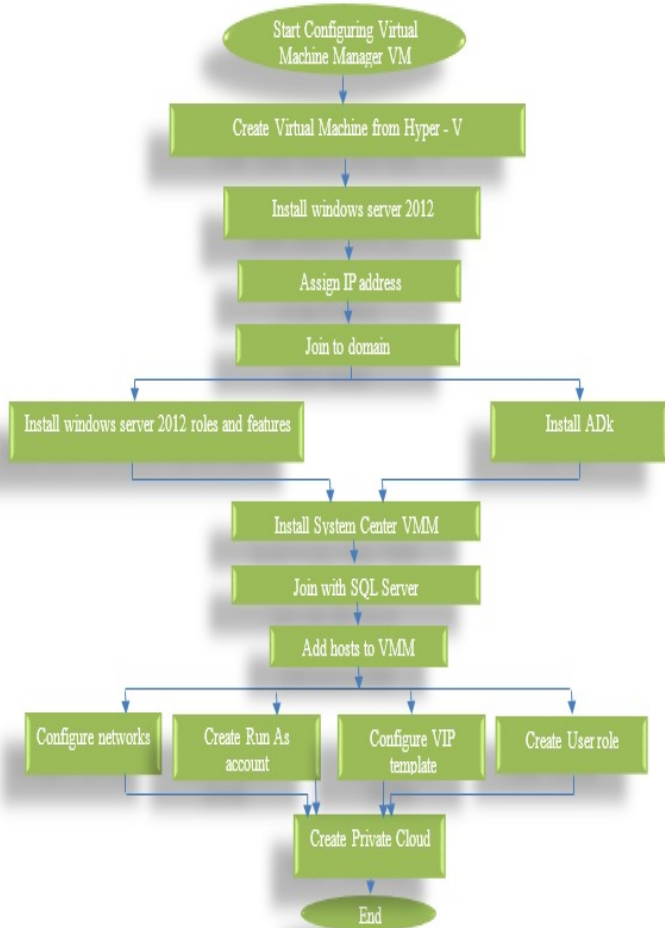 Start Configuring Virtual
Machine Manager VM
Create Virtual Machine from Hyper - V
Install windows server 2012
Assign IP address
Join to domain
Install windows server 2012 roles and features
Install ADk
Install System Center VMM
Join with SQL Server
Add hosts to VMM
Configure networks
Create Run As
account
Configure VIP
template
Create User role
Create Private Cloud
End